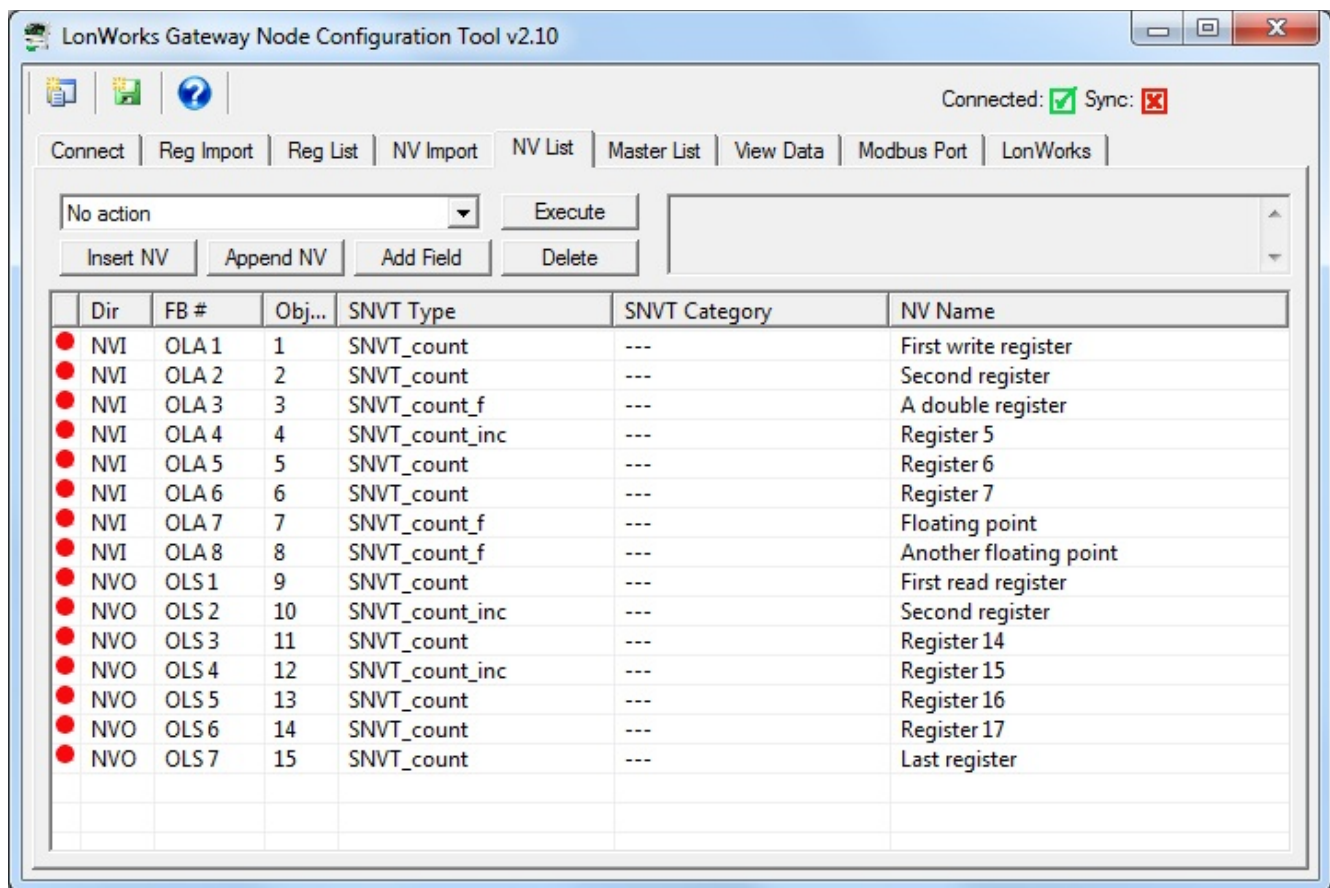 LonWorks Gateway Node Configuration Tool v2.10
Connected: Sync:
Connect Reg Import Reg List NV Import NV List Master List View Data Modbus Port LonWorks
No action Execute
Insert NV Append NV Add Field Delete
Dir FB # Obj... SNVT Type SNVT Category NV Name
NVI OLA 1 1 SNVT_count --- First write register
NVI OLA 2 2 SNVT_count --- Second register
NVI OLA 3 3 SNVT_count_f --- A double register
NVI OLA 4 4 SNVT_count_inc --- Register 5
NVI OLA 5 5 SNVT_count --- Register 6
NVI OLA 6 6 SNVT_count --- Register 7
NVI OLA 7 7 SNVT_count_f --- Floating point
NVI OLA 8 8 SNVT_count_f --- Another floating point
NVO OLS 1 9 SNVT_count --- First read register
NVO OLS 2 10 SNVT_count_inc --- Second register
NVO OLS 3 11 SNVT_count --- Register 14
NVO OLS 4 12 SNVT_count_inc --- Register 15
NVO OLS 5 13 SNVT_count --- Register 16
NVO OLS 6 14 SNVT_count --- Register 17
NVO OLS 7 15 SNVT_count --- Last register